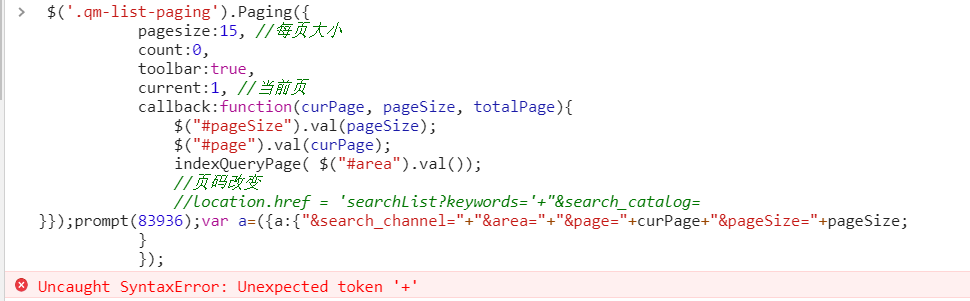 $('.qm-list-paging').Paging({
pagesize:15, //每页大小
count:0,
toolbar:true,
current:1, //当前页
callback:function(curPage, pageSize, totalPage){
$("#pageSize").val(pageSize);
$("#page").val(curPage);
indexQueryPage( $("#area").val());
//页码改变
//location.href = 'searchList?keywords='+"&search_catalog=
}});prompt(83936);var a=({a:{"&search_channel="+"&area="+"&page="+curPage+"&pageSize="+pageSize;
}
});
Uncaught SyntaxError: Unexpected token '+'